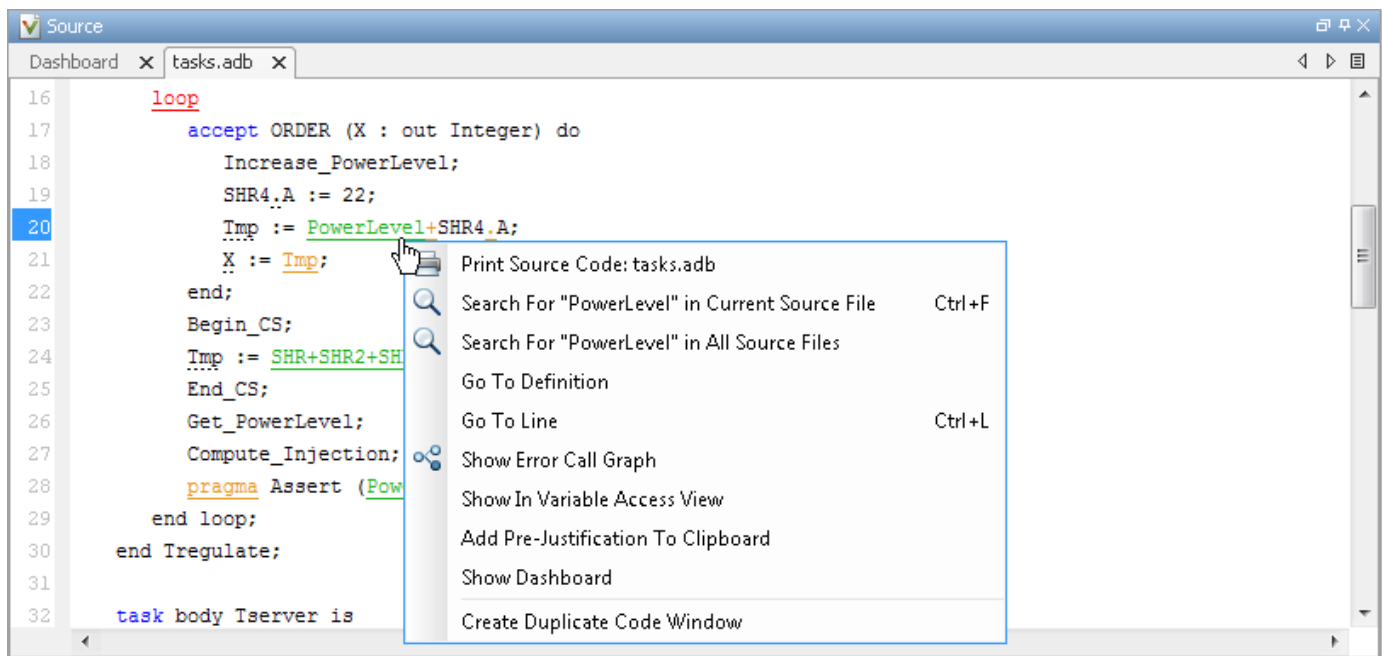 Source
Dashboard tasks.adb
16 loop
17 accept ORDER (X : out Integer) do
18 Increase_PowerLevel;
19 SHR4.A := 22;
20 Tmp := PowerLevel+SHR4.A;
21 X := Tmp;
22 end;
23 Begin_CS;
24 Tmp := SHR+SHR2+SH
25 End_CS;
26 Get_PowerLevel;
27 Compute_Injection;
28 pragma Assert (Pow
29 end loop;
30 end Tregulate;
31
32 task body Tserver is
Print Source Code: tasks.adb
Search For "PowerLevel" in Current Source File Ctrl+F
Search For "PowerLevel" in All Source Files
Go To Definition
Go To Line Ctrl+L
Show Error Call Graph
Show In Variable Access View
Add Pre-Justification To Clipboard
Show Dashboard
Create Duplicate Code Window